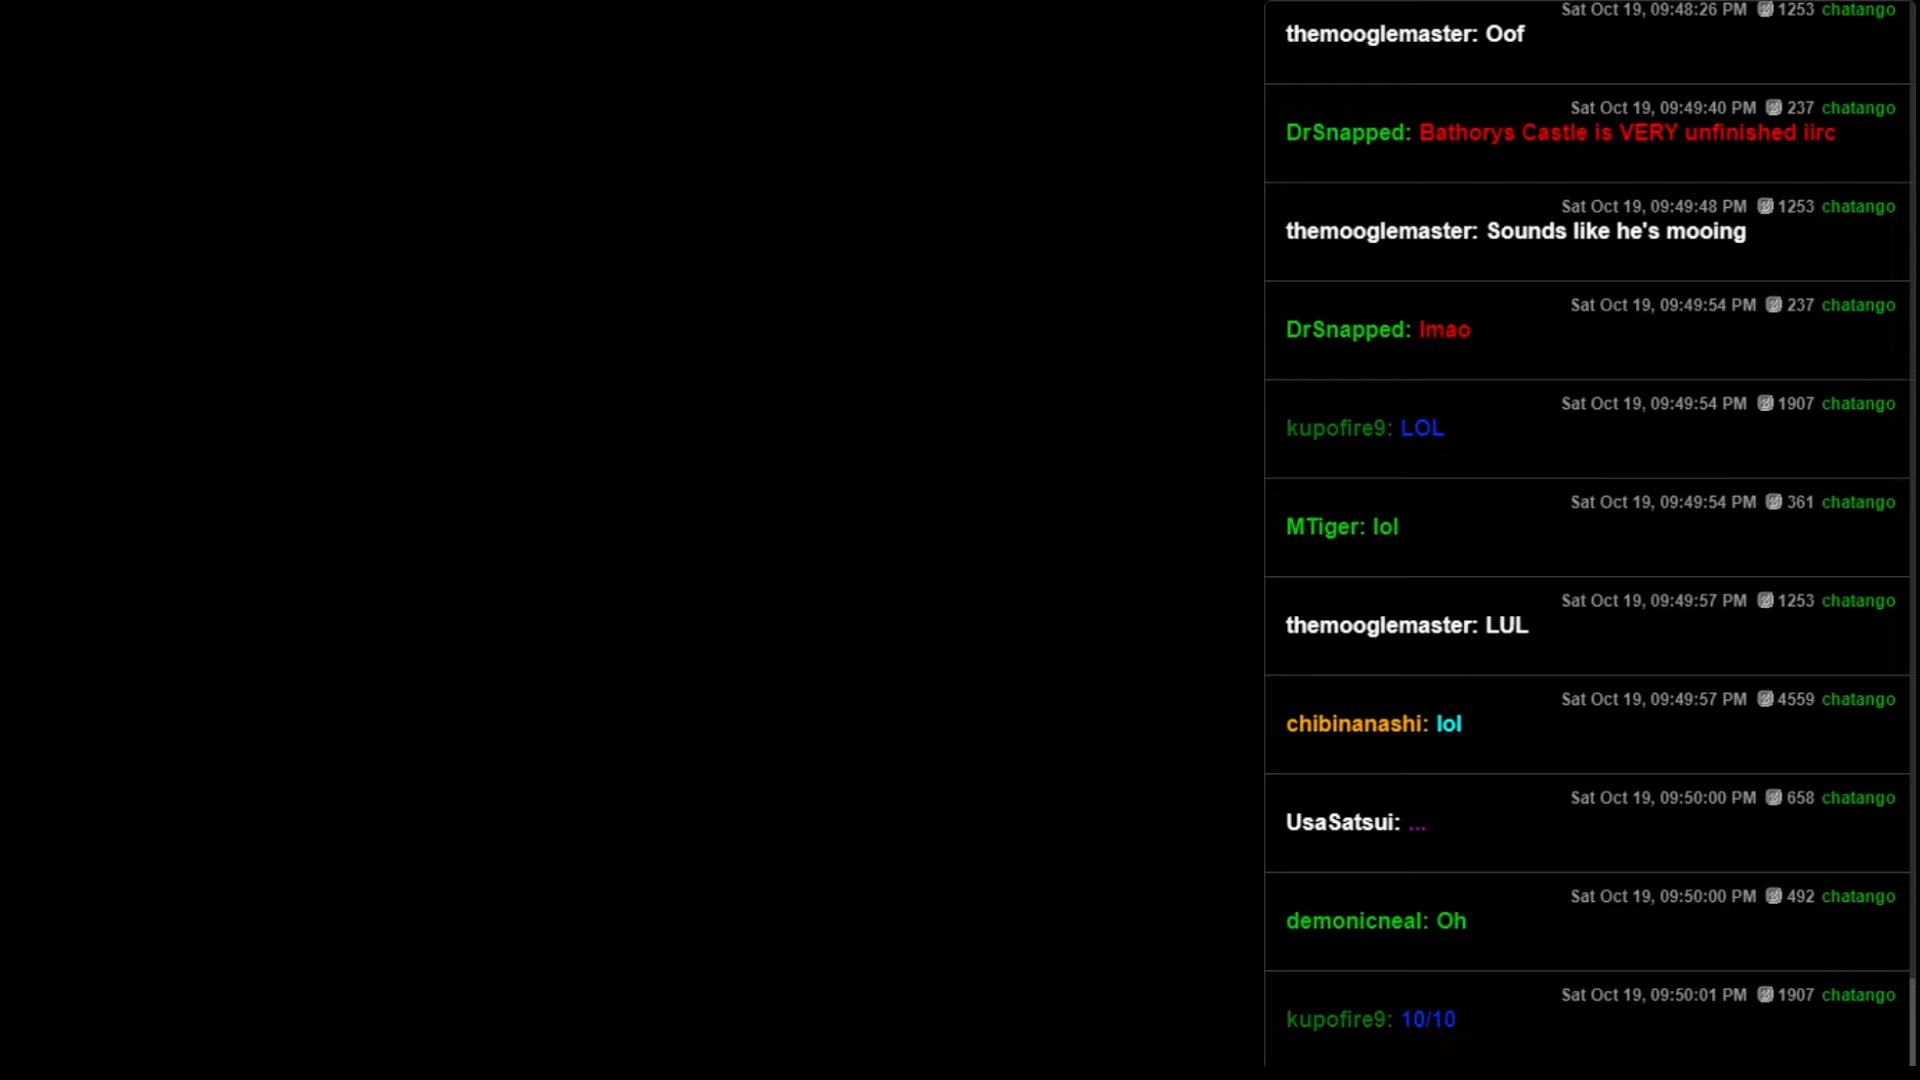 Sat Oct 19, 09:48:26 PM 1253 chatango
themooglemaster: Oof
Sat Oct 19, 09:49:40 PM 237 chatango
DrSnapped: Bathorys Castle is VERY unfinished iirc
Sat Oct 19, 09:49:48 PM 1253 chatango
themooglemaster: Sounds like he's mooing
Sat Oct 19, 09:49:54 PM 237 chatango
DrSnapped: lmao
Sat Oct 19, 09:49:54 PM 1907 chatango
kupofire9: LOL
Sat Oct 19, 09:49:54 PM 361 chatango
MTiger: lol
Sat Oct 19, 09:49:57 PM 1253 chatango
themooglemaster: LUL
Sat Oct 19, 09:49:57 PM 4559 chatango
chibinanashi: lol
Sat Oct 19, 09:50:00 PM 658 chatango
UsaSatsui: ...
Sat Oct 19, 09:50:00 PM 492 chatango
demonicneal: Oh
Sat Oct 19, 09:50:01 PM 1907 chatango
kupofire9: 10/10